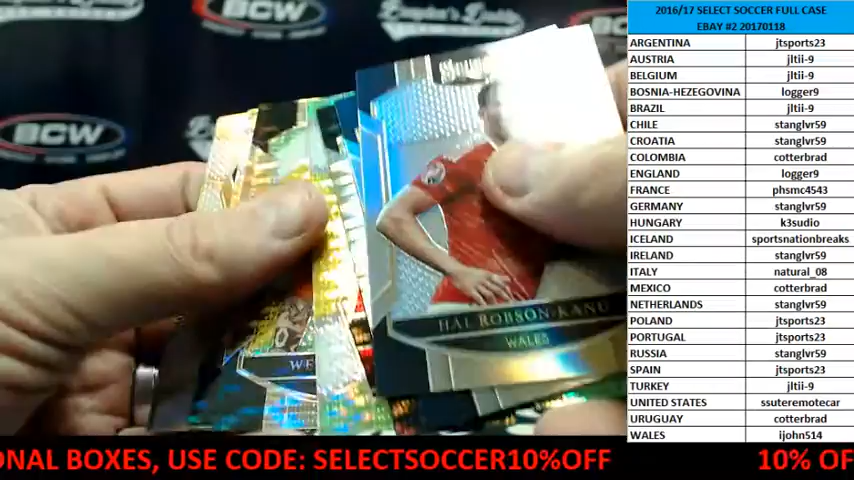 2016/17 SELECT SOCCER FULL CASE
EBAY #2 20170118
ARGENTINA jtsports23
AUSTRIA jltii-9
BELGIUM jltii-9
BOSNIA-HEZEGOVINA logger9
BRAZIL jltii-9
CHILE stanglvr59
CROATIA stanglvr59
COLOMBIA cotterbrad
ENGLAND logger9
FRANCE phsmc4543
GERMANY stanglvr59
HUNGARY k3sudio
ICELAND sportsnationbreaks
IRELAND stanglvr59
ITALY natural_08
MEXICO cotterbrad
NETHERLANDS stanglvr59
POLAND jtsports23
PORTUGAL jtsports23
RUSSIA stanglvr59
SPAIN jtsports23
TURKEY jltii-9
UNITED STATES ssuteremotecar
URUGUAY cotterbrad
WALES ijohn514
BCW
BCW
HAL ROBSON-KANU
WALES
WE
ONAL BOXES, USE CODE: SELECTSOCCER10%OFF 10% OF